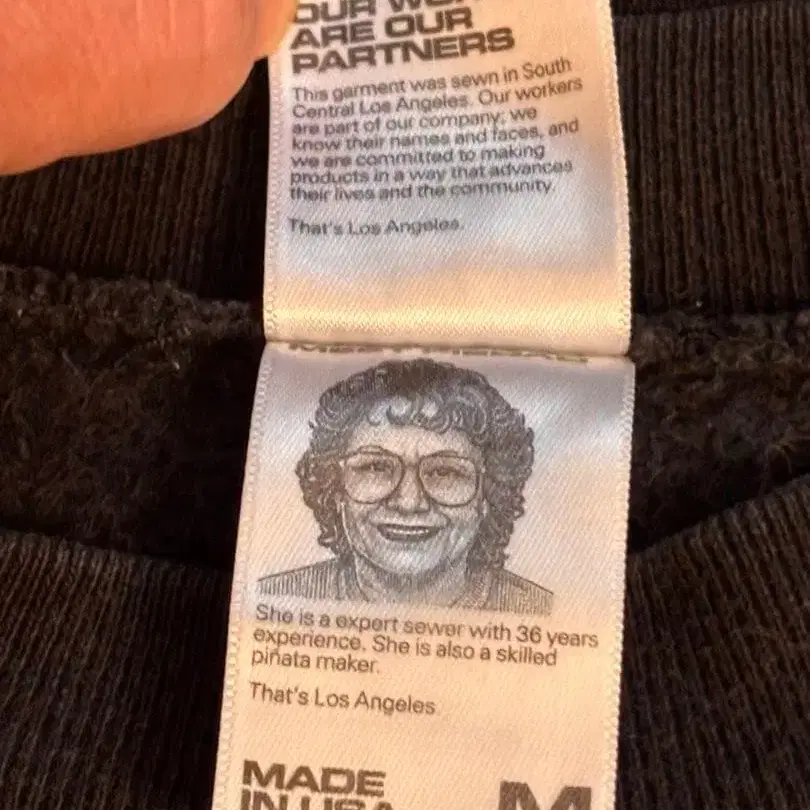 OUR
ARE OUR
PARTNERS
This garment was sewn in South
Central Los Angeles. Our workers
are part of our company; we
know their names and faces, and
we are committed to making
products in a way that advances
their lives and the community.
That's Los Angeles.
She is a expert sewer with 36 years
experience. She is also a skilled
piñata maker.
That's Los Angeles.
MADE
IN USA
M